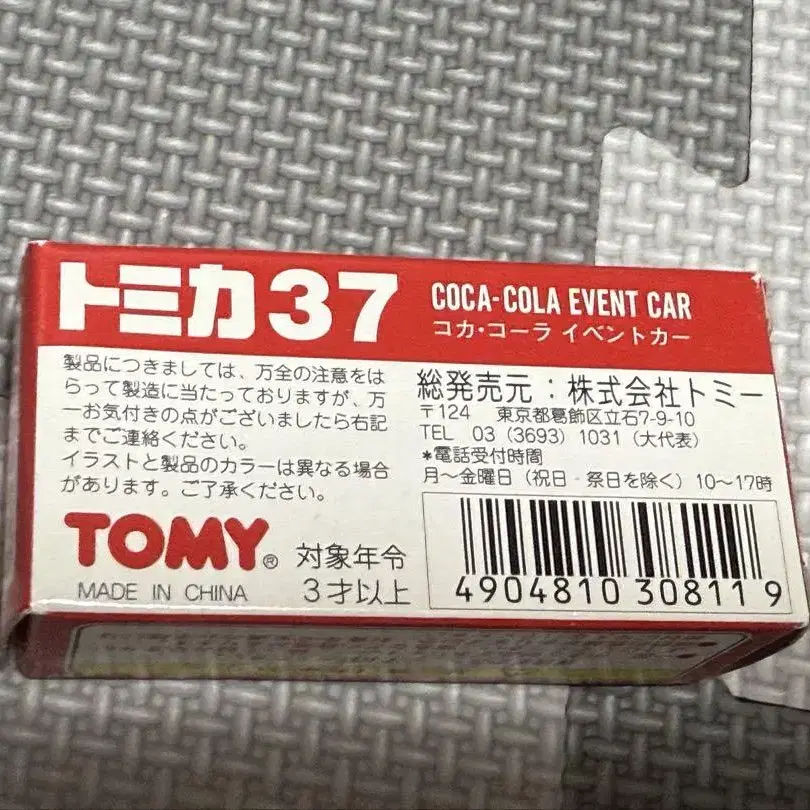 トミカ37
COCA-COLA EVENT CAR
コカ・コーラ イベントカー
製品につきましては、万全の注意をは
らって製造に当たっておりますが、万
一お気付きの点がございましたら右記
までご連絡ください。
イラストと製品のカラーは異なる場合
があります。ご了承ください。
TOMY®
MADE IN CHINA
対象年令
3才以上
総発売元：株式会社トミー
〒124 東京都葛飾区立石7-9-10
TEL 03 (3693) 1031 (大代表)
*電話受付時間
月〜金曜日 (祝日・祭日を除く) 10〜17時
4904810 308119